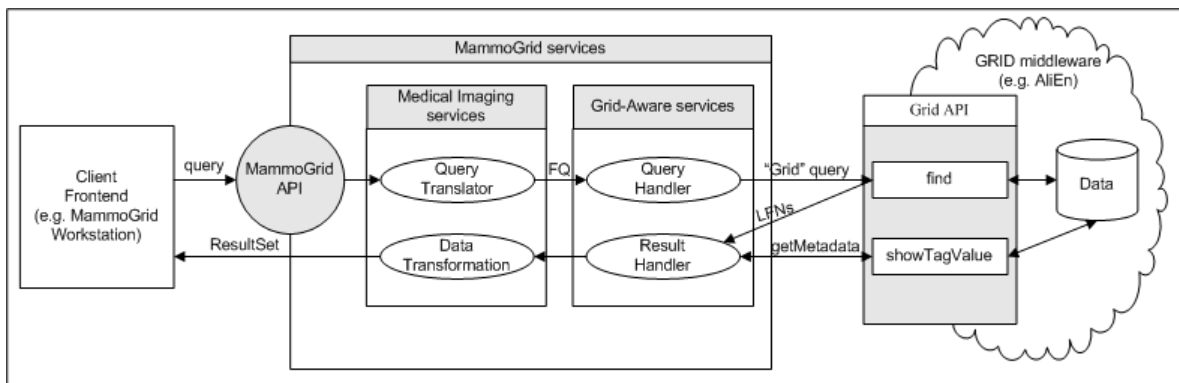 MammoGrid services
GRID middleware
(e.g. AliEn)
Medical Imaging
services
Grid-Aware services
Grid API
Client
Frontend
(e.g. MammoGrid
Workstation)
query
MammoGrid
API
Query
Translator
FQ
Query
Handler
"Grid" query
find
Data
LFNs
ResultSet
Data
Transformation
Result
Handler
getMetadata
showTagValue